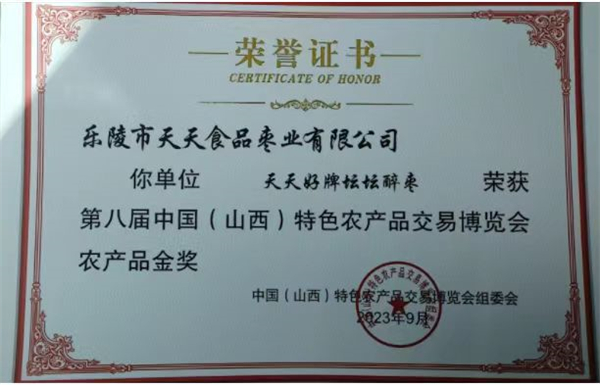 荣誉证书
CERTIFICATE OF HONOR
乐陵市天天食品枣业有限公司
你单位 天天好牌坛坛醉枣 荣获
第八届中国(山西)特色农产品交易博览会
农产品金奖
中国(山西)特色农产品交易博览会组委会
2023年9月